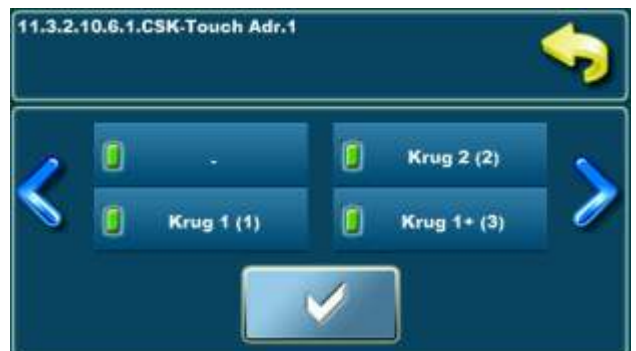 11.3.2.10.6.1.CSK-Touch Adr.1
-
Krug 2 (2)
Krug 1 (1)
Krug 1+ (3)